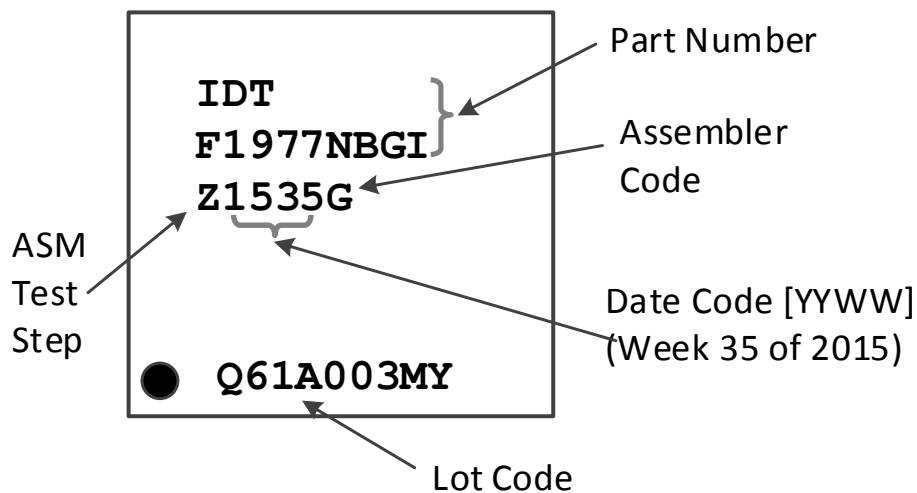 Part Number
IDT
F1977NBGI
Assembler
Code
Z1535G
ASM
Test
Step
Date Code [YYWW]
(Week 35 of 2015)
Q61A003MY
Lot Code